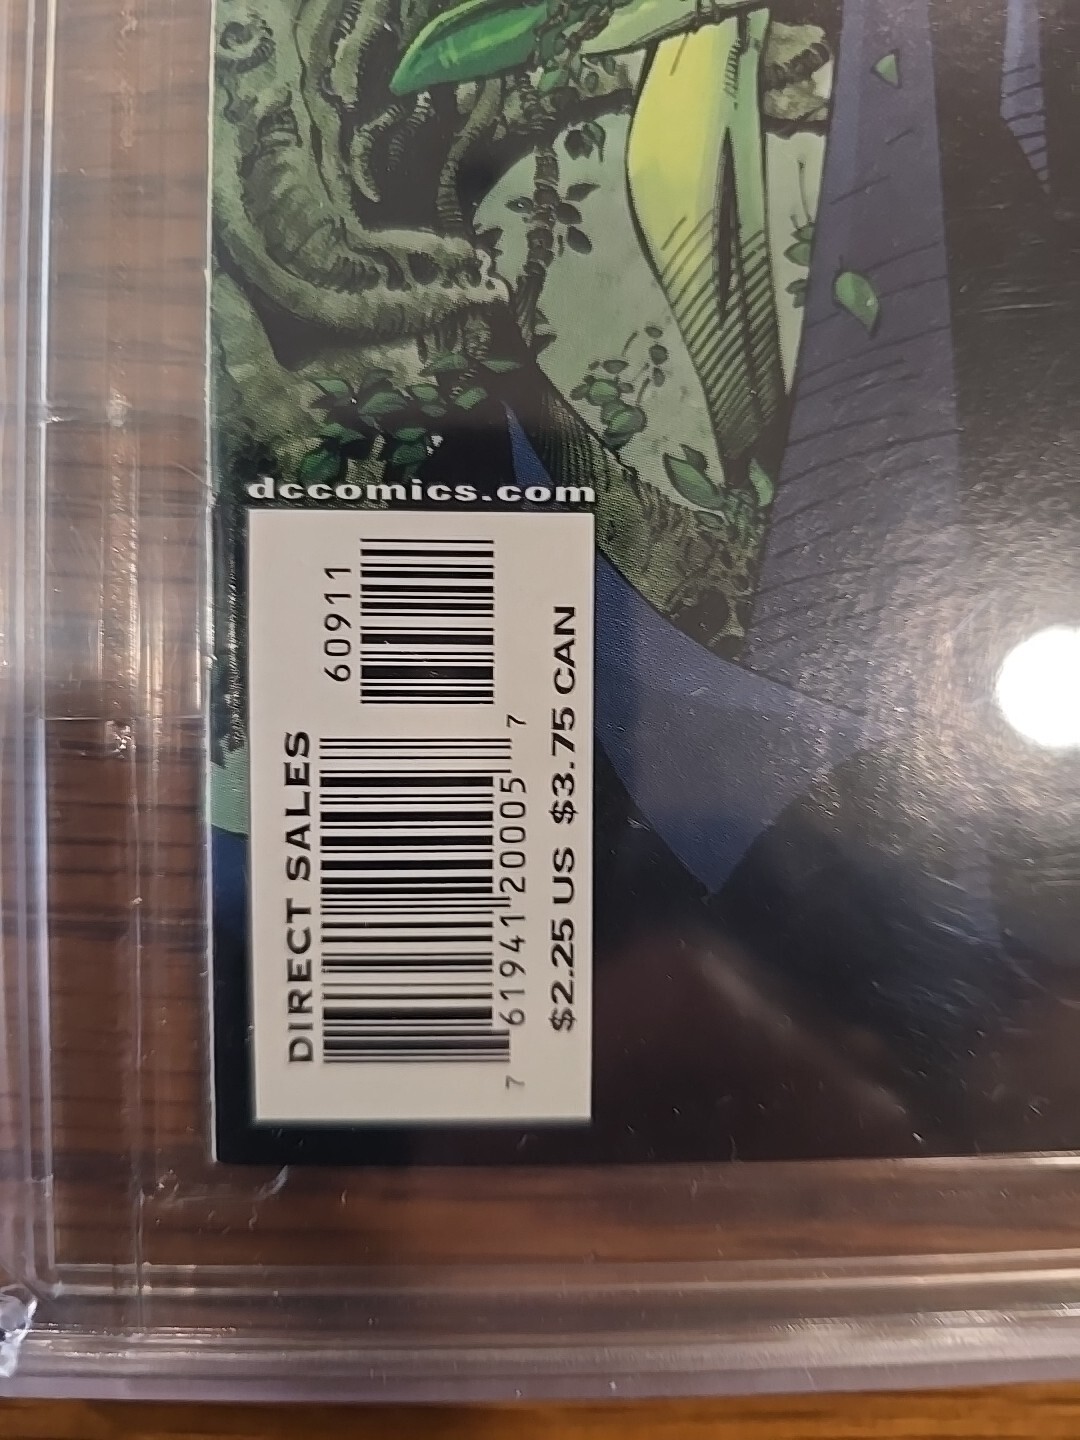 dccomics.com
DIRECT SALES
60911
7 61941 20005 7
$2.25 US $3.75 CAN